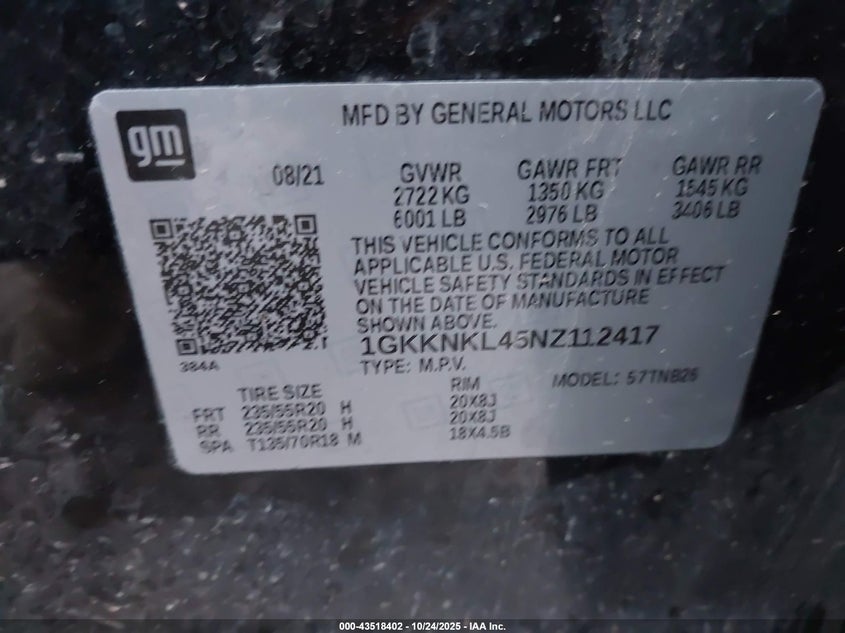 gm
MFD BY GENERAL MOTORS LLC
08/21
GVWR GAWR FRT GAWR RR
2722 KG 1350 KG 1545 KG
6001 LB 2976 LB 3406 LB
THIS VEHICLE CONFORMS TO ALL
APPLICABLE U.S. FEDERAL MOTOR
VEHICLE SAFETY STANDARDS IN EFFECT
ON THE DATE OF MANUFACTURE
SHOWN ABOVE.
1GKKNKL45NZ112417
384A
TYPE: M.P.V.
MODEL: 57TNB26
TIRE SIZE RIM
FRT 235/55R20 H 20X8J
RR 235/55R20 H 20X8J
SPA T135/70R18 M 18X4.5B
000-43518402 - 10/24/2025 - IAA Inc.